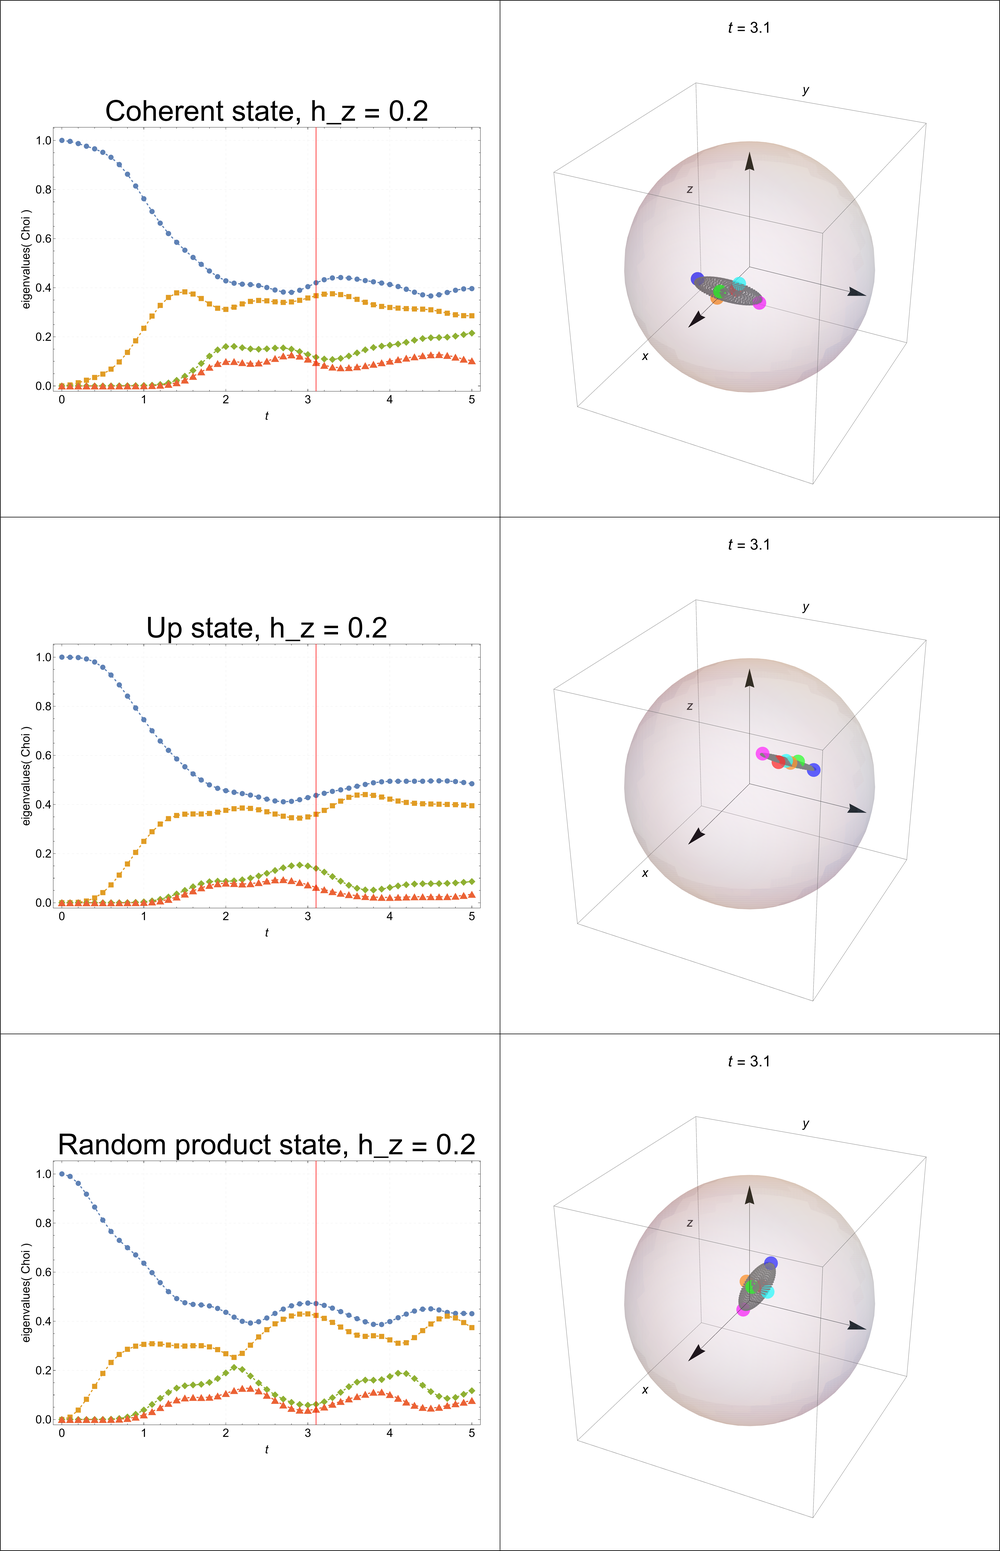 Coherent state, h_z = 0.2
eigenvalues( Choi )
1.0
0.8
0.6
0.4
0.2
0.0
0 1 2 3 4 5
t
t = 3.1
y
z
x
Up state, h_z = 0.2
eigenvalues( Choi )
1.0
0.8
0.6
0.4
0.2
0.0
0 1 2 3 4 5
t
t = 3.1
y
z
x
Random product state, h_z = 0.2
eigenvalues( Choi )
1.0
0.8
0.6
0.4
0.2
0.0
0 1 2 3 4 5
t
t = 3.1
y
z
x